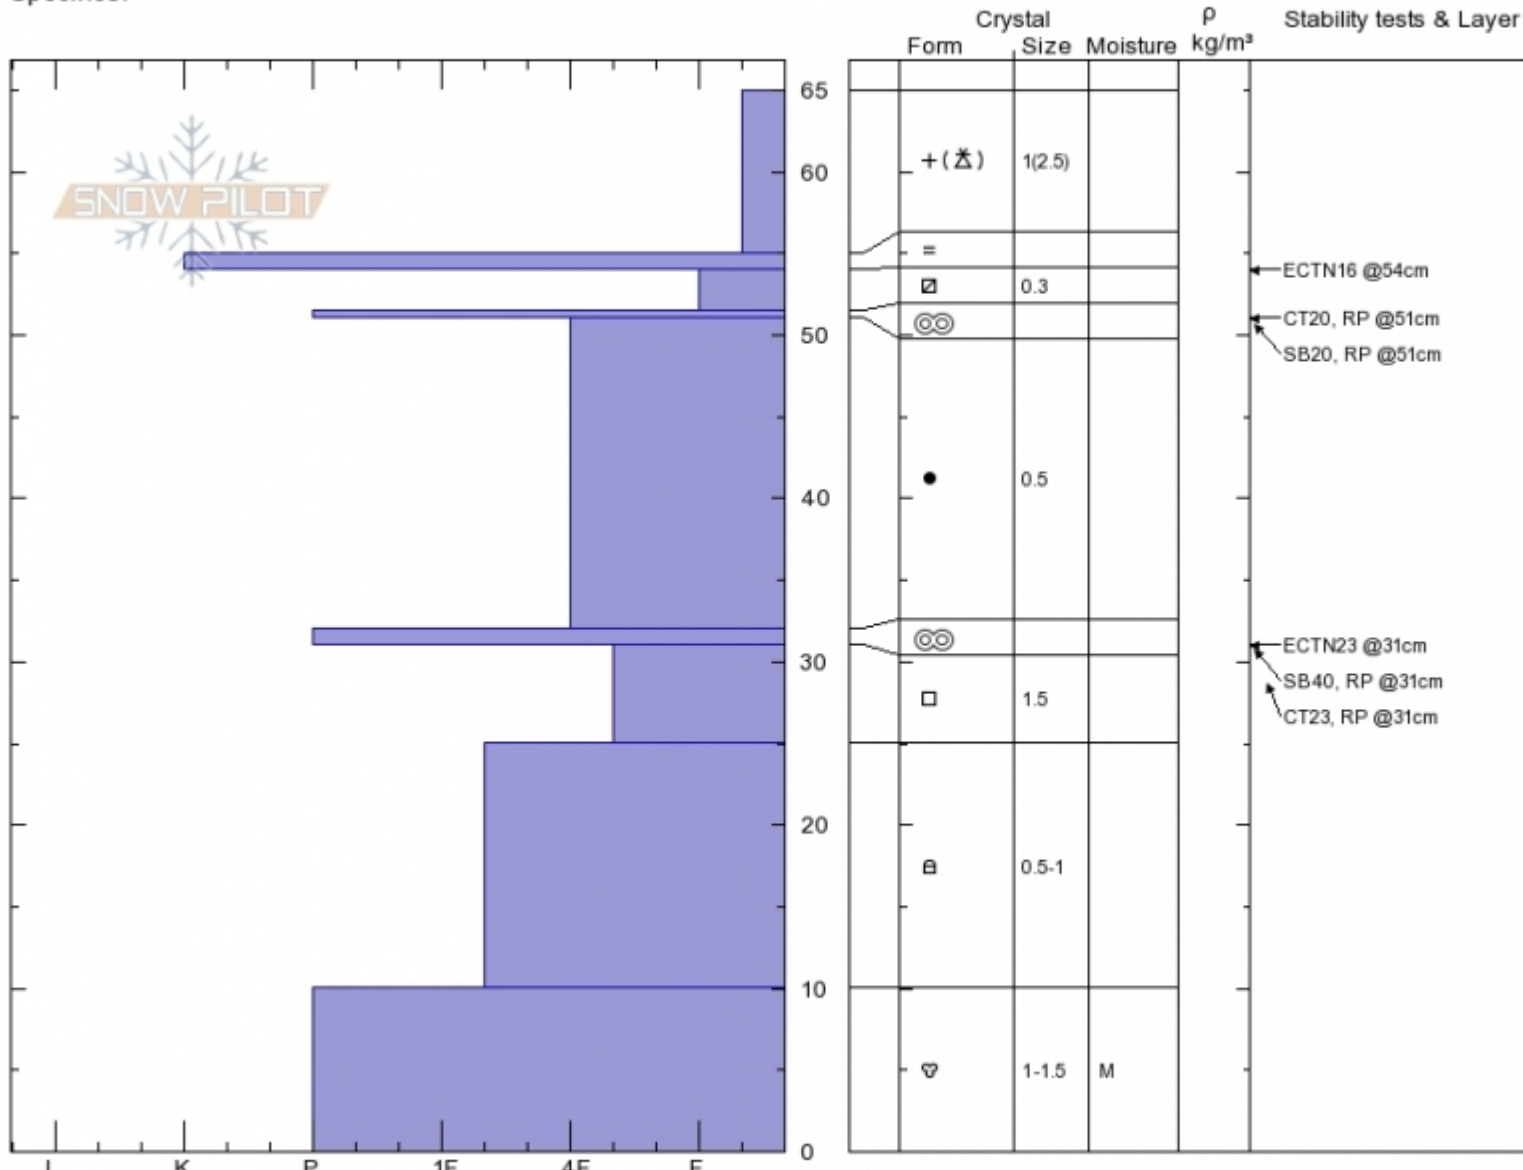 Crystal
ρ
Stability tests & Layer
Form
Size
Moisture
kg/m³
65
SNOW PILOT
60
+ ( ) 1(2.5)
=
ECTN16 @54cm
0.3
CT20, RP @51cm
50
SB20, RP @51cm
40
0.5
ECTN23 @31cm
30
SB40, RP @31cm
1.5
CT23, RP @31cm
20
0.5-1
10
1-1.5 M
0
I K P 1F 4F F